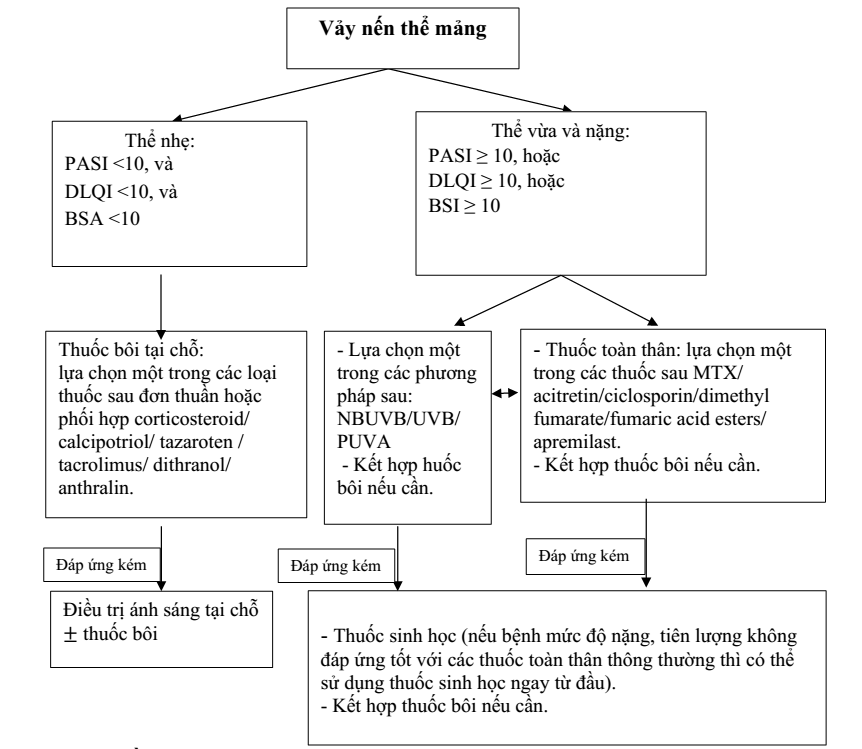 Vảy nến thể mảng
Thể nhẹ:
PASI <10, và
DLQI <10, và
BSA <10
Thể vừa và nặng:
PASI ≥ 10, hoặc
DLQI ≥ 10, hoặc
BSI ≥ 10
Thuốc bôi tại chỗ:
lựa chọn một trong các loại
thuốc sau đơn thuần hoặc
phối hợp corticosteroid/
calcipotriol/ tazaroten /
tacrolimus/ dithranol/
anthralin.
- Lựa chọn một
trong các phương
pháp sau:
NBUVB/UVB/
PUVA
- Kết hợp huốc
bôi nếu cần.
- Thuốc toàn thân: lựa chọn một
trong các thuốc sau MTX/
acitretin/ciclosporin/dimethyl
fumarate/fumaric acid esters/
apremilast.
- Kết hợp thuốc bôi nếu cần.
Đáp ứng kém
Đáp ứng kém
Đáp ứng kém
Điều trị ánh sáng tại chỗ
± thuốc bôi
- Thuốc sinh học (nếu bệnh mức độ nặng, tiên lượng không
đáp ứng tốt với các thuốc toàn thân thông thường thì có thể
sử dụng thuốc sinh học ngay từ đầu).
- Kết hợp thuốc bôi nếu cần.